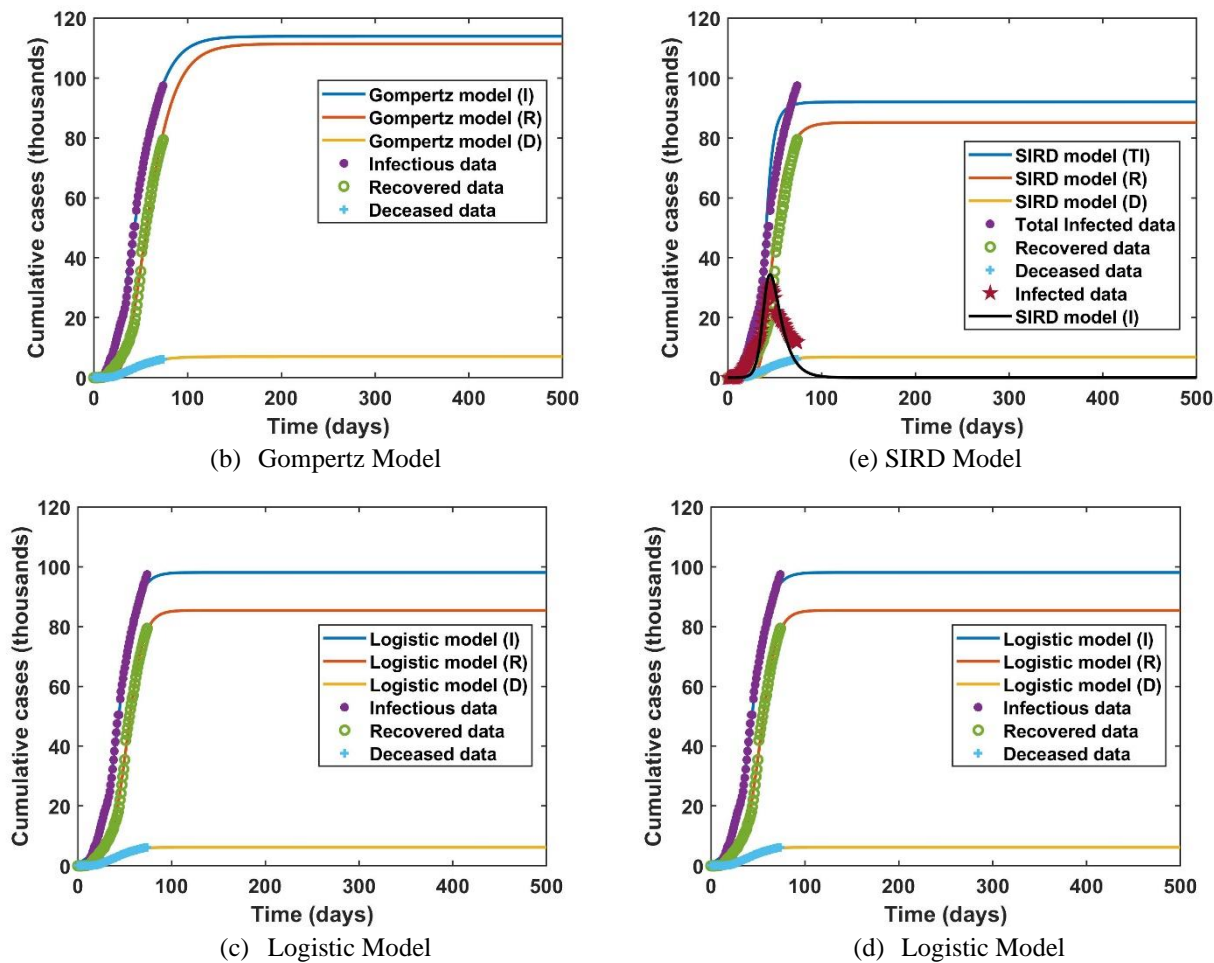 120
100
80
60
40
20
0
Cumulative cases (thousands)
Gompertz model (I)
Gompertz model (R)
Gompertz model (D)
Infectious data
Recovered data
Deceased data
0 100 200 300 400 500
Time (days)
(b) Gompertz Model
120
100
80
60
40
20
0
Cumulative cases (thousands)
SIRD model (TI)
SIRD model (R)
SIRD model (D)
Total Infected data
Recovered data
Deceased data
Infected data
SIRD model (I)
0 100 200 300 400 500
Time (days)
(e) SIRD Model
120
100
80
60
40
20
0
Cumulative cases (thousands)
Logistic model (I)
Logistic model (R)
Logistic model (D)
Infectious data
Recovered data
Deceased data
0 100 200 300 400 500
Time (days)
(c) Logistic Model
120
100
80
60
40
20
0
Cumulative cases (thousands)
Logistic model (I)
Logistic model (R)
Logistic model (D)
Infectious data
Recovered data
Deceased data
0 100 200 300 400 500
Time (days)
(d) Logistic Model